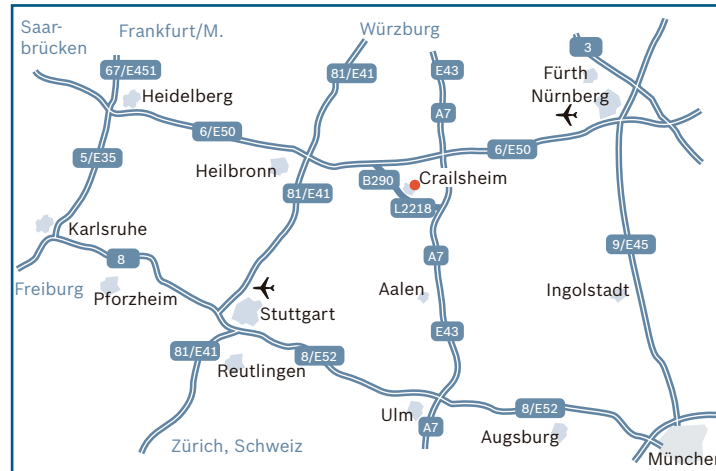 Saar-
brücken
Frankfurt/M.
Würzburg
67/E451
81/E41
E43
3
Fürth
Nürnberg
Heidelberg
A7
6/E50
6/E50
5/E35
Heilbronn
B290
Crailsheim
81/E41
L2218
Karlsruhe
8
A7
9/E45
Freiburg
Pforzheim
Stuttgart
Aalen
Ingolstadt
E43
81/E41
8/E52
Reutlingen
Ulm
8/E52
A7
Augsburg
Zürich, Schweiz
München